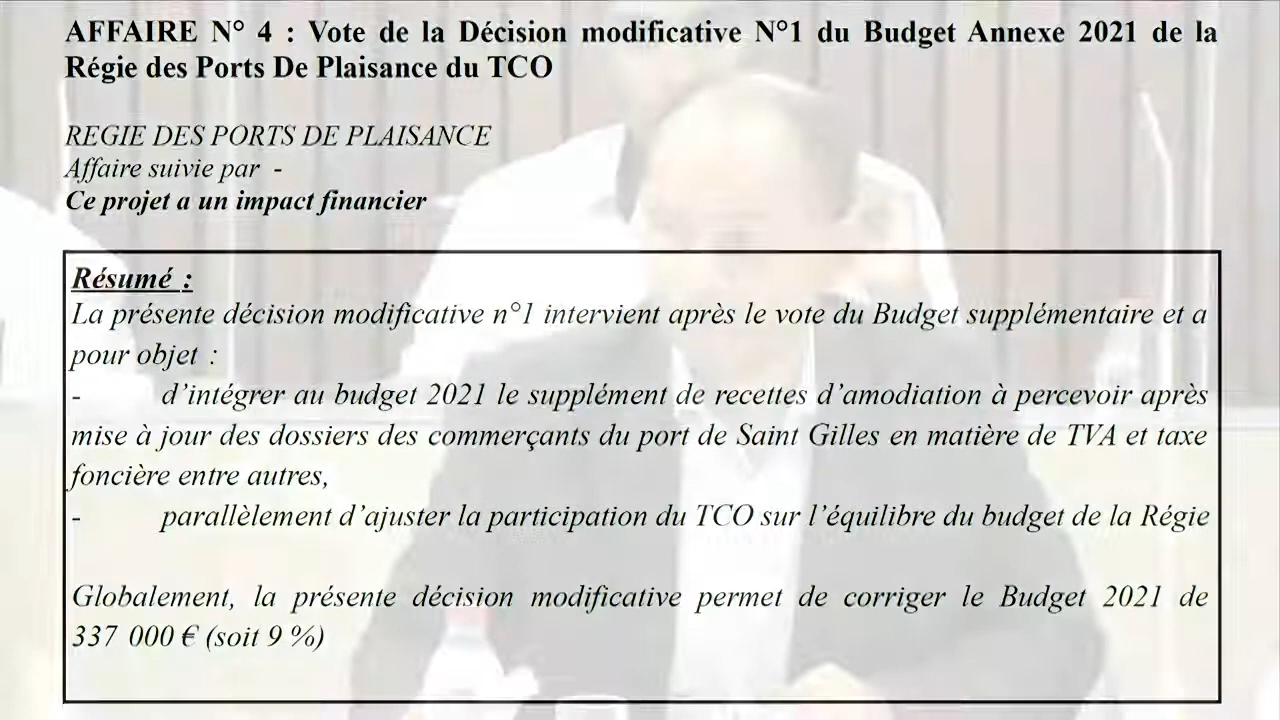 AFFAIRE N° 4 : Vote de la Décision modificative N°1 du Budget Annexe 2021 de la
Régie des Ports De Plaisance du TCO
REGIE DES PORTS DE PLAISANCE
Affaire suivie par -
Ce projet a un impact financier
Résumé :
La présente décision modificative n°1 intervient après le vote du Budget supplémentaire et a
pour objet :
- d’intégrer au budget 2021 le supplément de recettes d’amodiation à percevoir après
mise à jour des dossiers des commerçants du port de Saint Gilles en matière de TVA et taxe
foncière entre autres,
- parallèlement d’ajuster la participation du TCO sur l’équilibre du budget de la Régie
Globalement, la présente décision modificative permet de corriger le Budget 2021 de
337 000 € (soit 9 %)